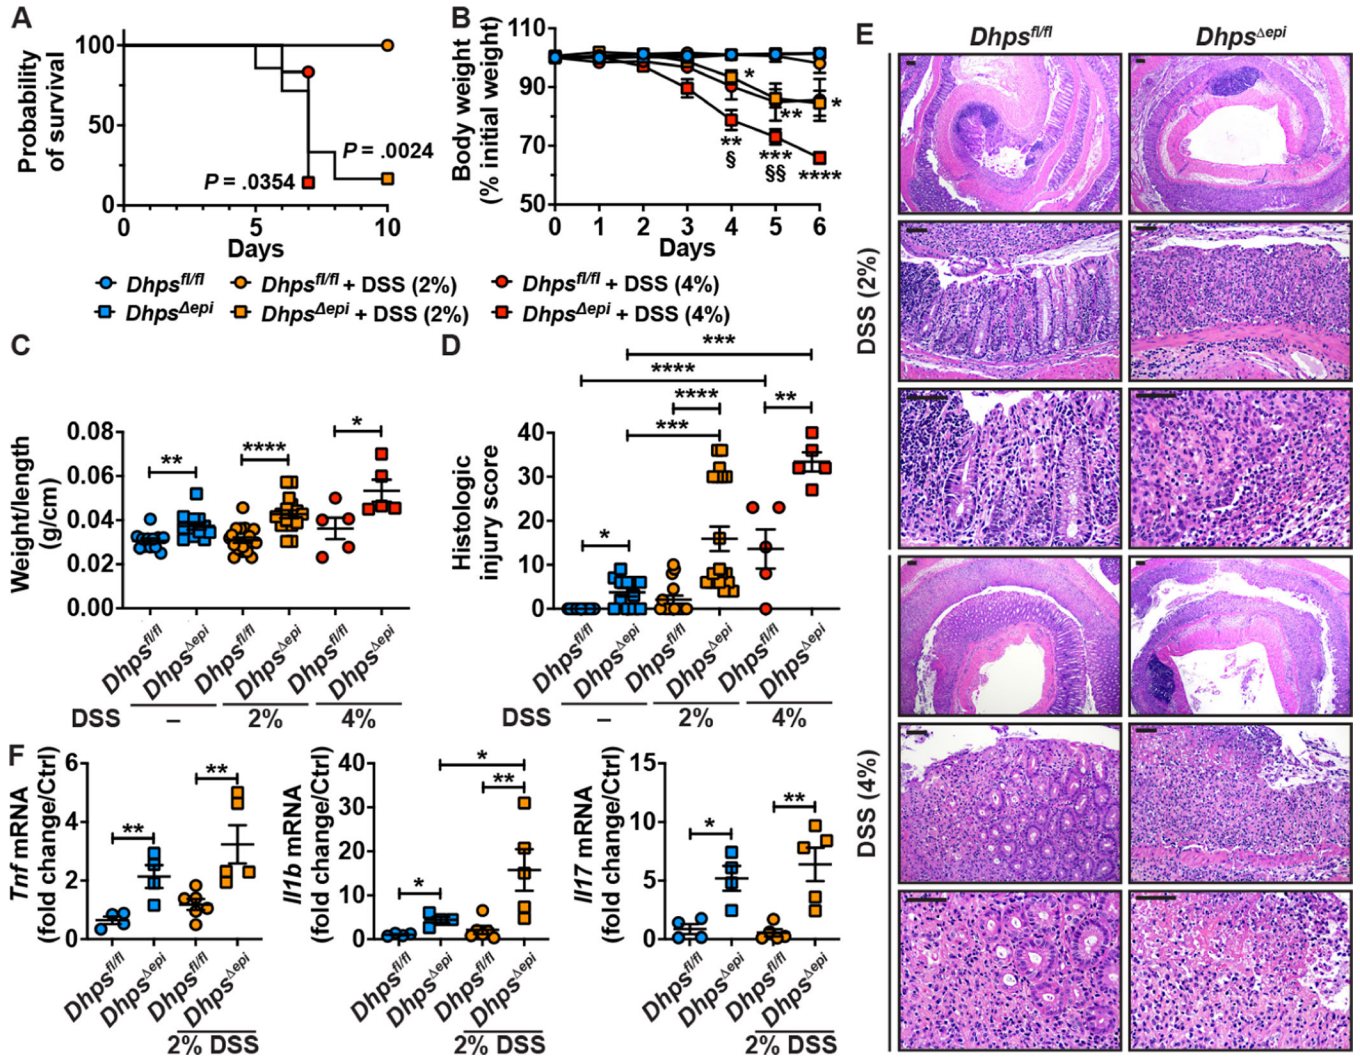 A
Probability
of survival
100
50
0
P = .0354
P = .0024
0
5
10
Days
B
Body weight
(% initial weight)
110
90
70
50
*
**
*
**
§
***
§§
****
0 1 2 3 4 5 6
Days
Dhps^fl/fl
Dhps^fl/fl + DSS (2%)
Dhps^fl/fl + DSS (4%)
Dhps^Δepi
Dhps^Δepi + DSS (2%)
Dhps^Δepi + DSS (4%)
C
Weight/length
(g/cm)
0.08
0.06
0.04
0.02
0.00
**
****
*
Dhps^fl/fl
Dhps^Δepi
Dhps^fl/fl
Dhps^Δepi
Dhps^fl/fl
Dhps^Δepi
DSS – 2% 4%
D
Histologic
injury score
50
40
30
20
10
0
***
****
****
**
***
*
Dhps^fl/fl
Dhps^Δepi
Dhps^fl/fl
Dhps^Δepi
Dhps^fl/fl
Dhps^Δepi
DSS – 2% 4%
E
Dhps^fl/fl
Dhps^Δepi
DSS (2%)
DSS (4%)
F
Tnf mRNA
(fold change/Ctrl)
6
4
2
0
**
**
Dhps^fl/fl
Dhps^Δepi
Dhps^fl/fl
Dhps^Δepi
2% DSS
Il1b mRNA
(fold change/Ctrl)
40
30
20
10
0
*
**
*
Dhps^fl/fl
Dhps^Δepi
Dhps^fl/fl
Dhps^Δepi
2% DSS
Il17 mRNA
(fold change/Ctrl)
15
10
5
0
*
**
Dhps^fl/fl
Dhps^Δepi
Dhps^fl/fl
Dhps^Δepi
2% DSS